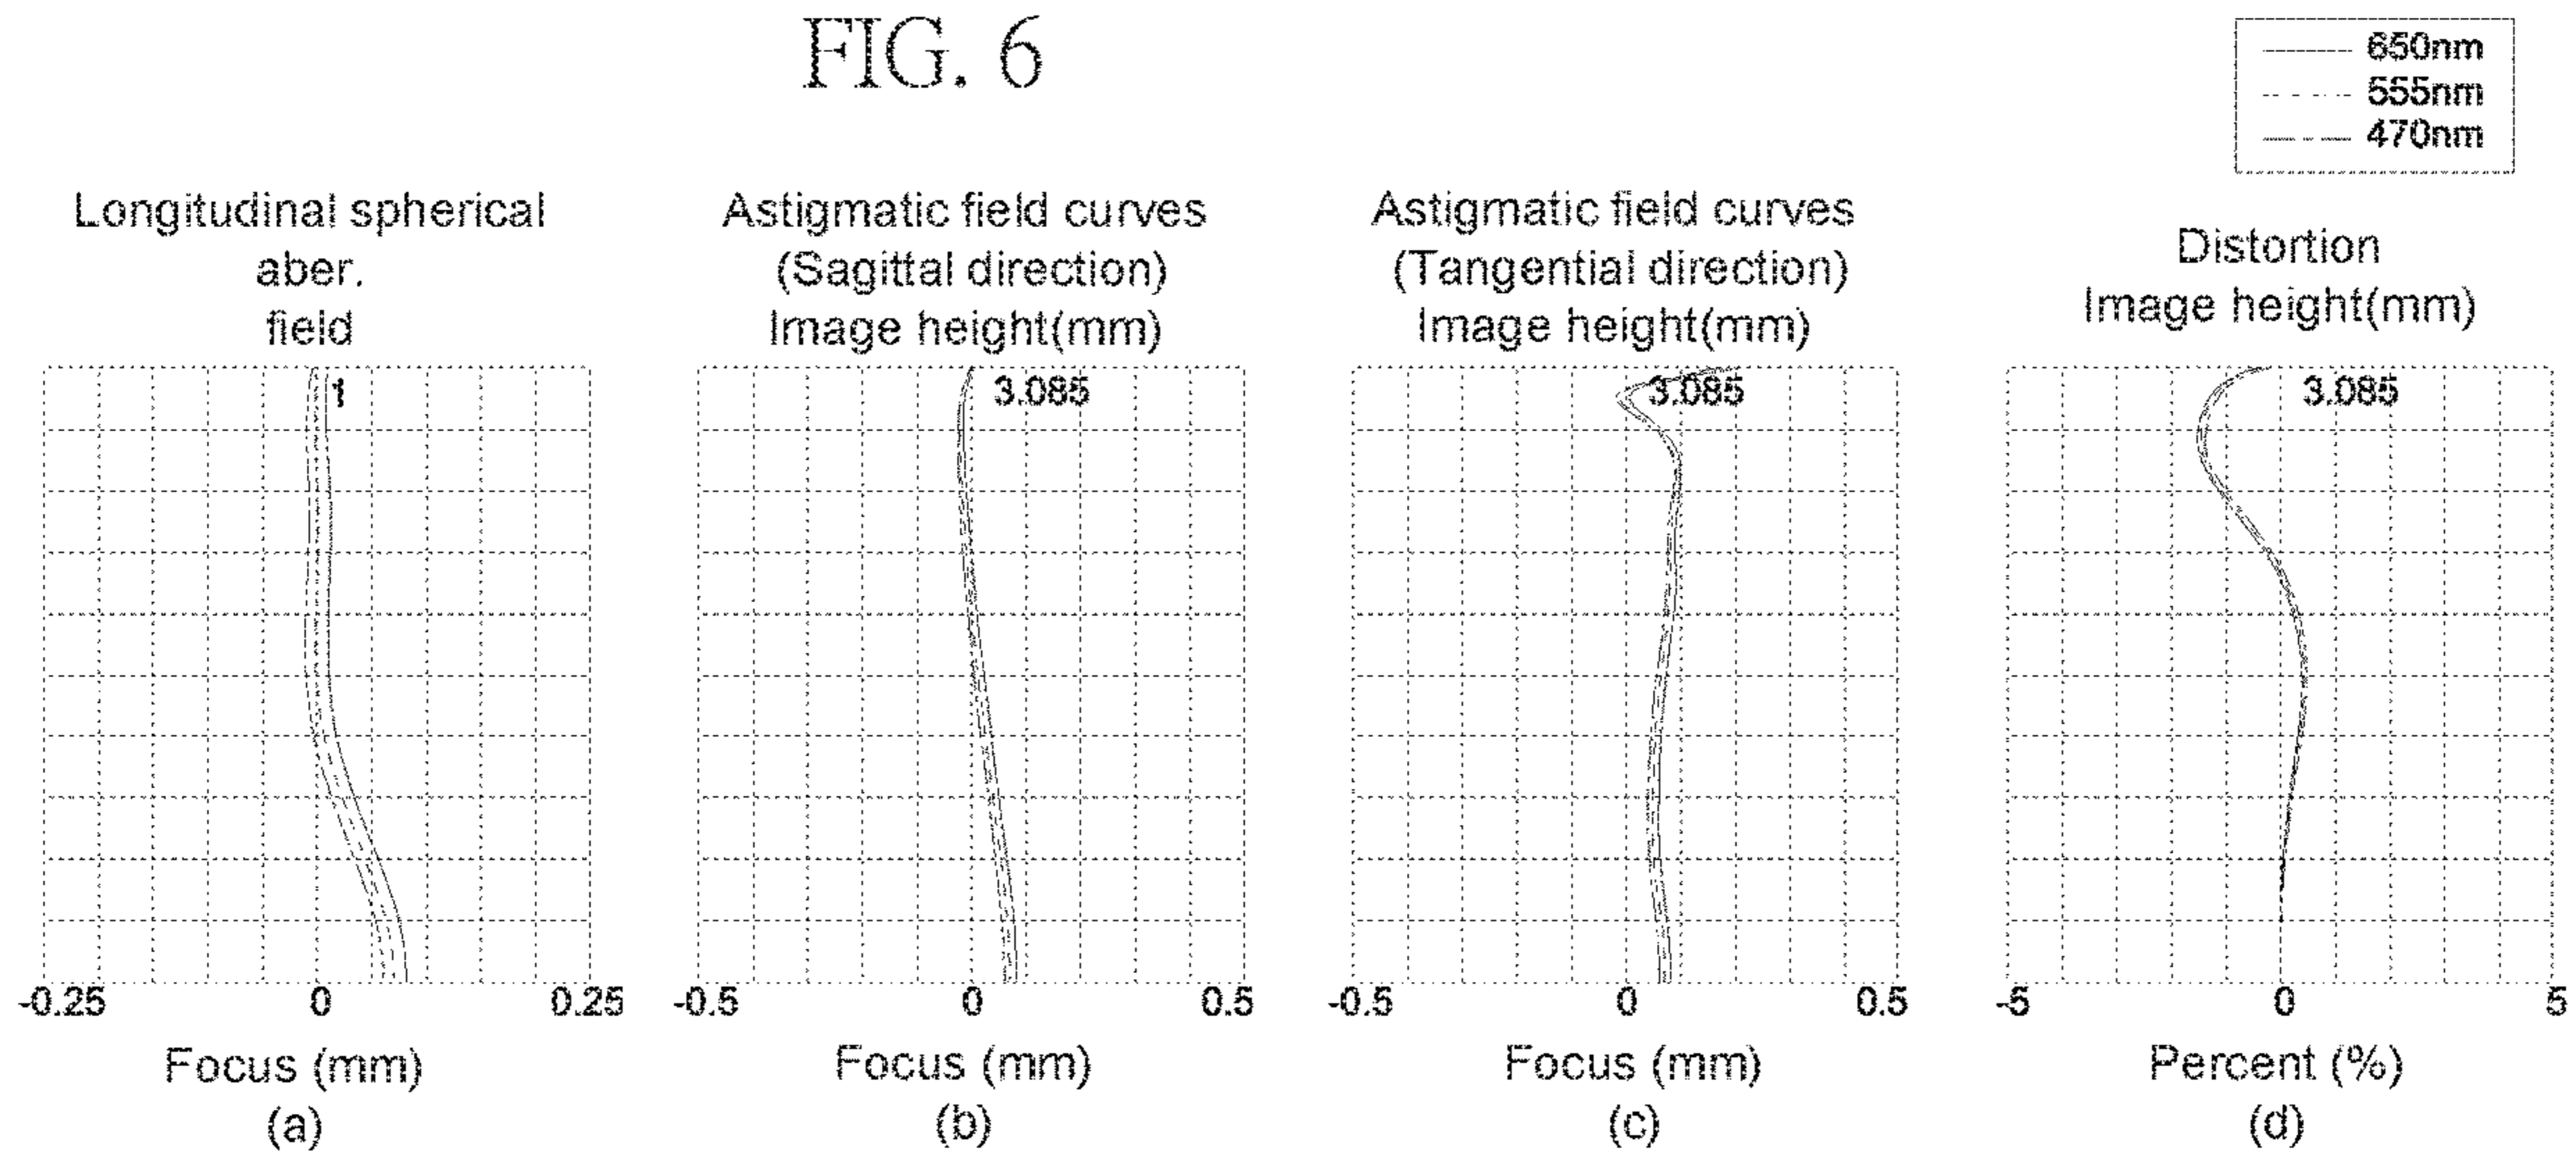 FIG. 6
650nm
555nm
470nm
Longitudinal spherical
aber.
field
1
-0.25 0 0.25
Focus (mm)
(a)
Astigmatic field curves
(Sagittal direction)
Image height(mm)
3.085
-0.5 0 0.5
Focus (mm)
(b)
Astigmatic field curves
(Tangential direction)
Image height(mm)
3.085
-0.5 0 0.5
Focus (mm)
(c)
Distortion
Image height(mm)
3.085
-5 0 5
Percent (%)
(d)